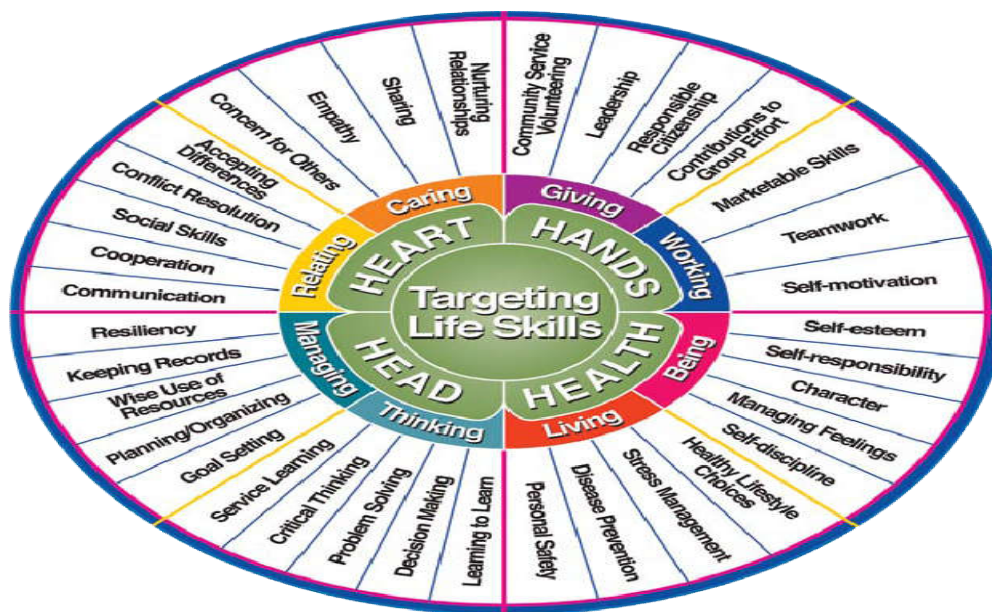 Targeting
Life Skills
HEART
HANDS
HEALTH
HEAD
Caring
Giving
Working
Being
Living
Thinking
Managing
Relating
Nurturing
Relationships
Sharing
Empathy
Concern for Others
Accepting
Differences
Conflict Resolution
Social Skills
Cooperation
Communication
Community Service
Volunteering
Leadership
Responsible
Citizenship
Contributions to
Group Effort
Marketable Skills
Teamwork
Self-motivation
Self-esteem
Self-responsibility
Character
Managing Feelings
Self-discipline
Healthy Lifestyle
Choices
Stress Management
Disease Prevention
Personal Safety
Learning to Learn
Decision Making
Problem Solving
Critical Thinking
Service Learning
Goal Setting
Planning/Organizing
Wise Use of
Resources
Keeping Records
Resiliency